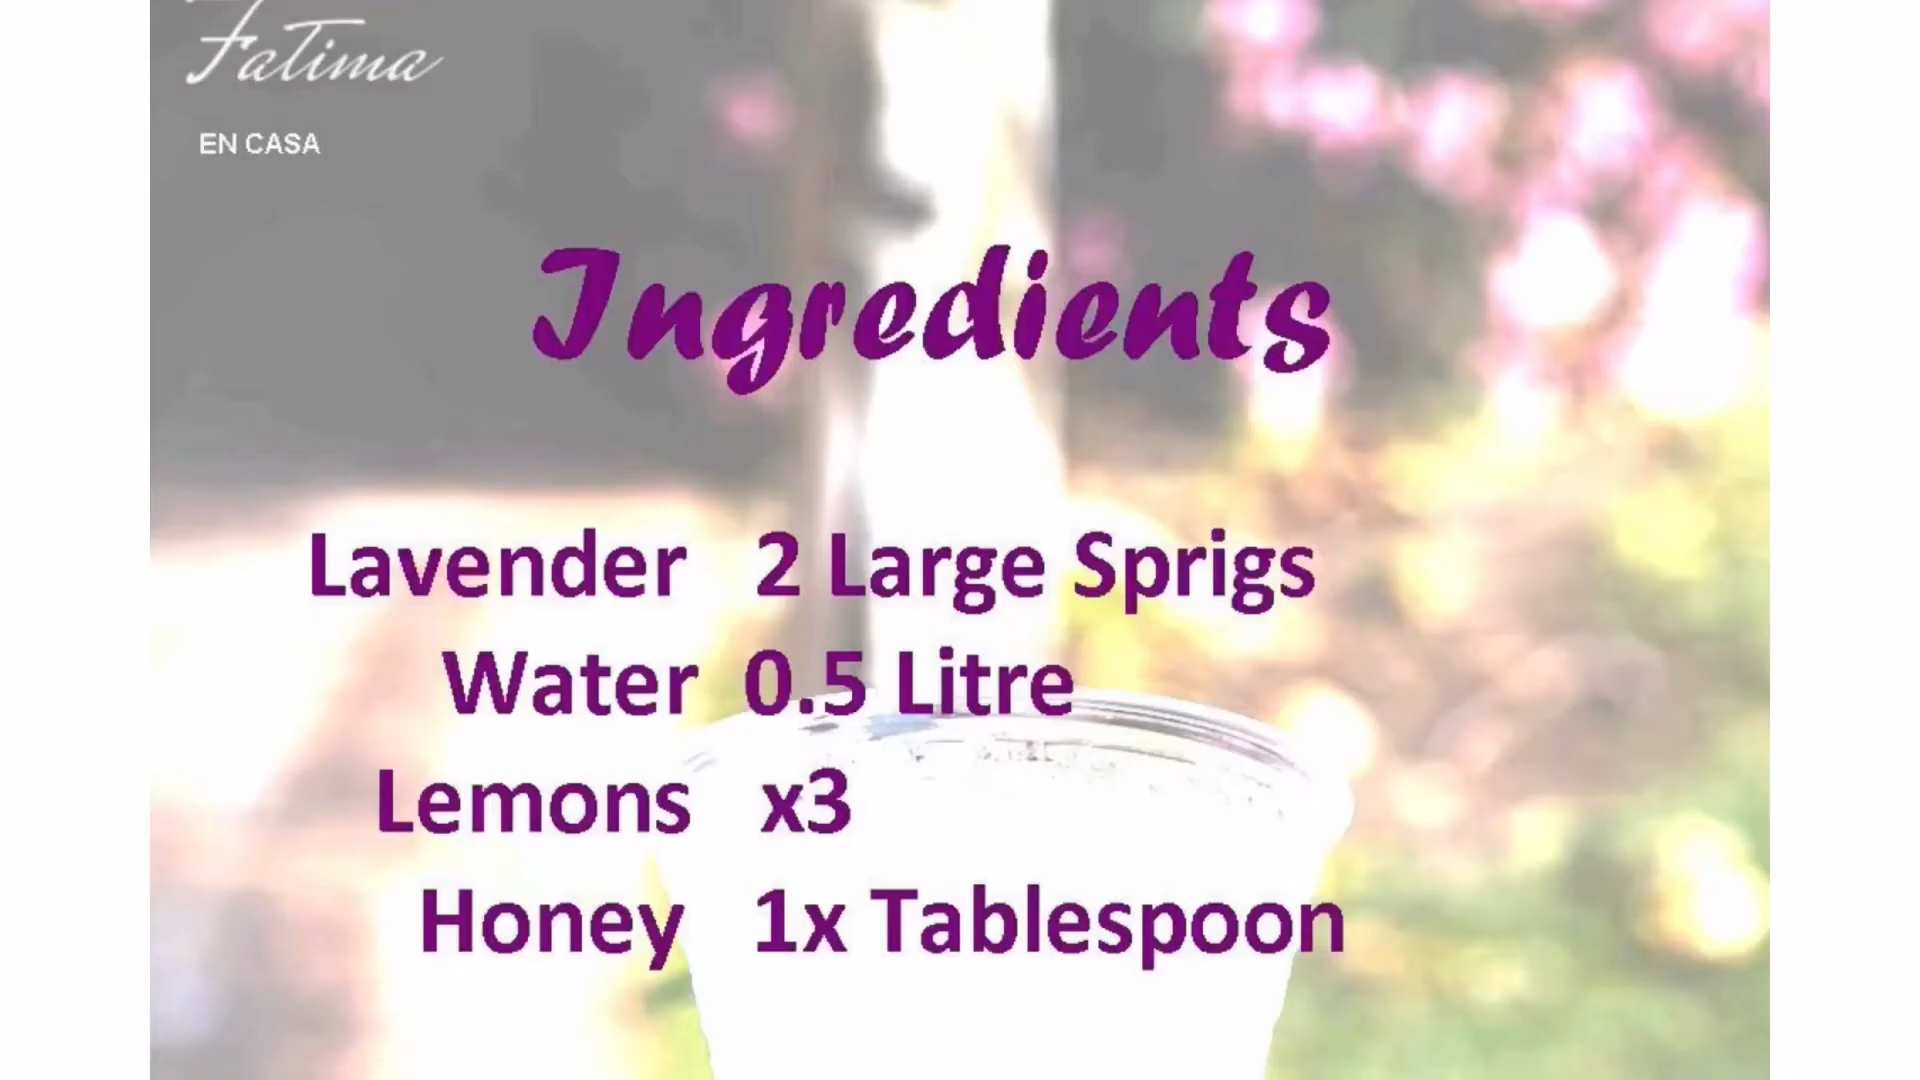 Fatima
EN CASA
Ingredients
Lavender 2 Large Sprigs
Water 0.5 Litre
Lemons x3
Honey 1x Tablespoon